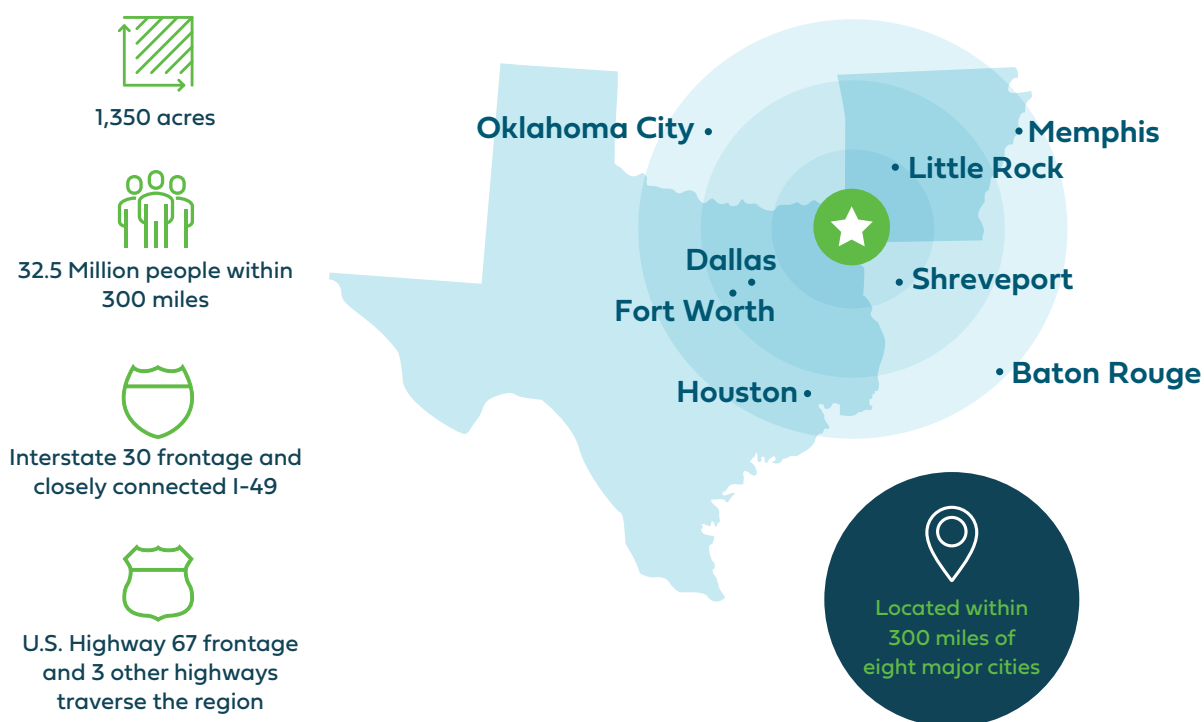 1,350 acres
32.5 Million people within
300 miles
Interstate 30 frontage and
closely connected I-49
U.S. Highway 67 frontage
and 3 other highways
traverse the region
Oklahoma City
Memphis
Little Rock
Dallas
Fort Worth
Shreveport
Houston
Baton Rouge
Located within
300 miles of
eight major cities